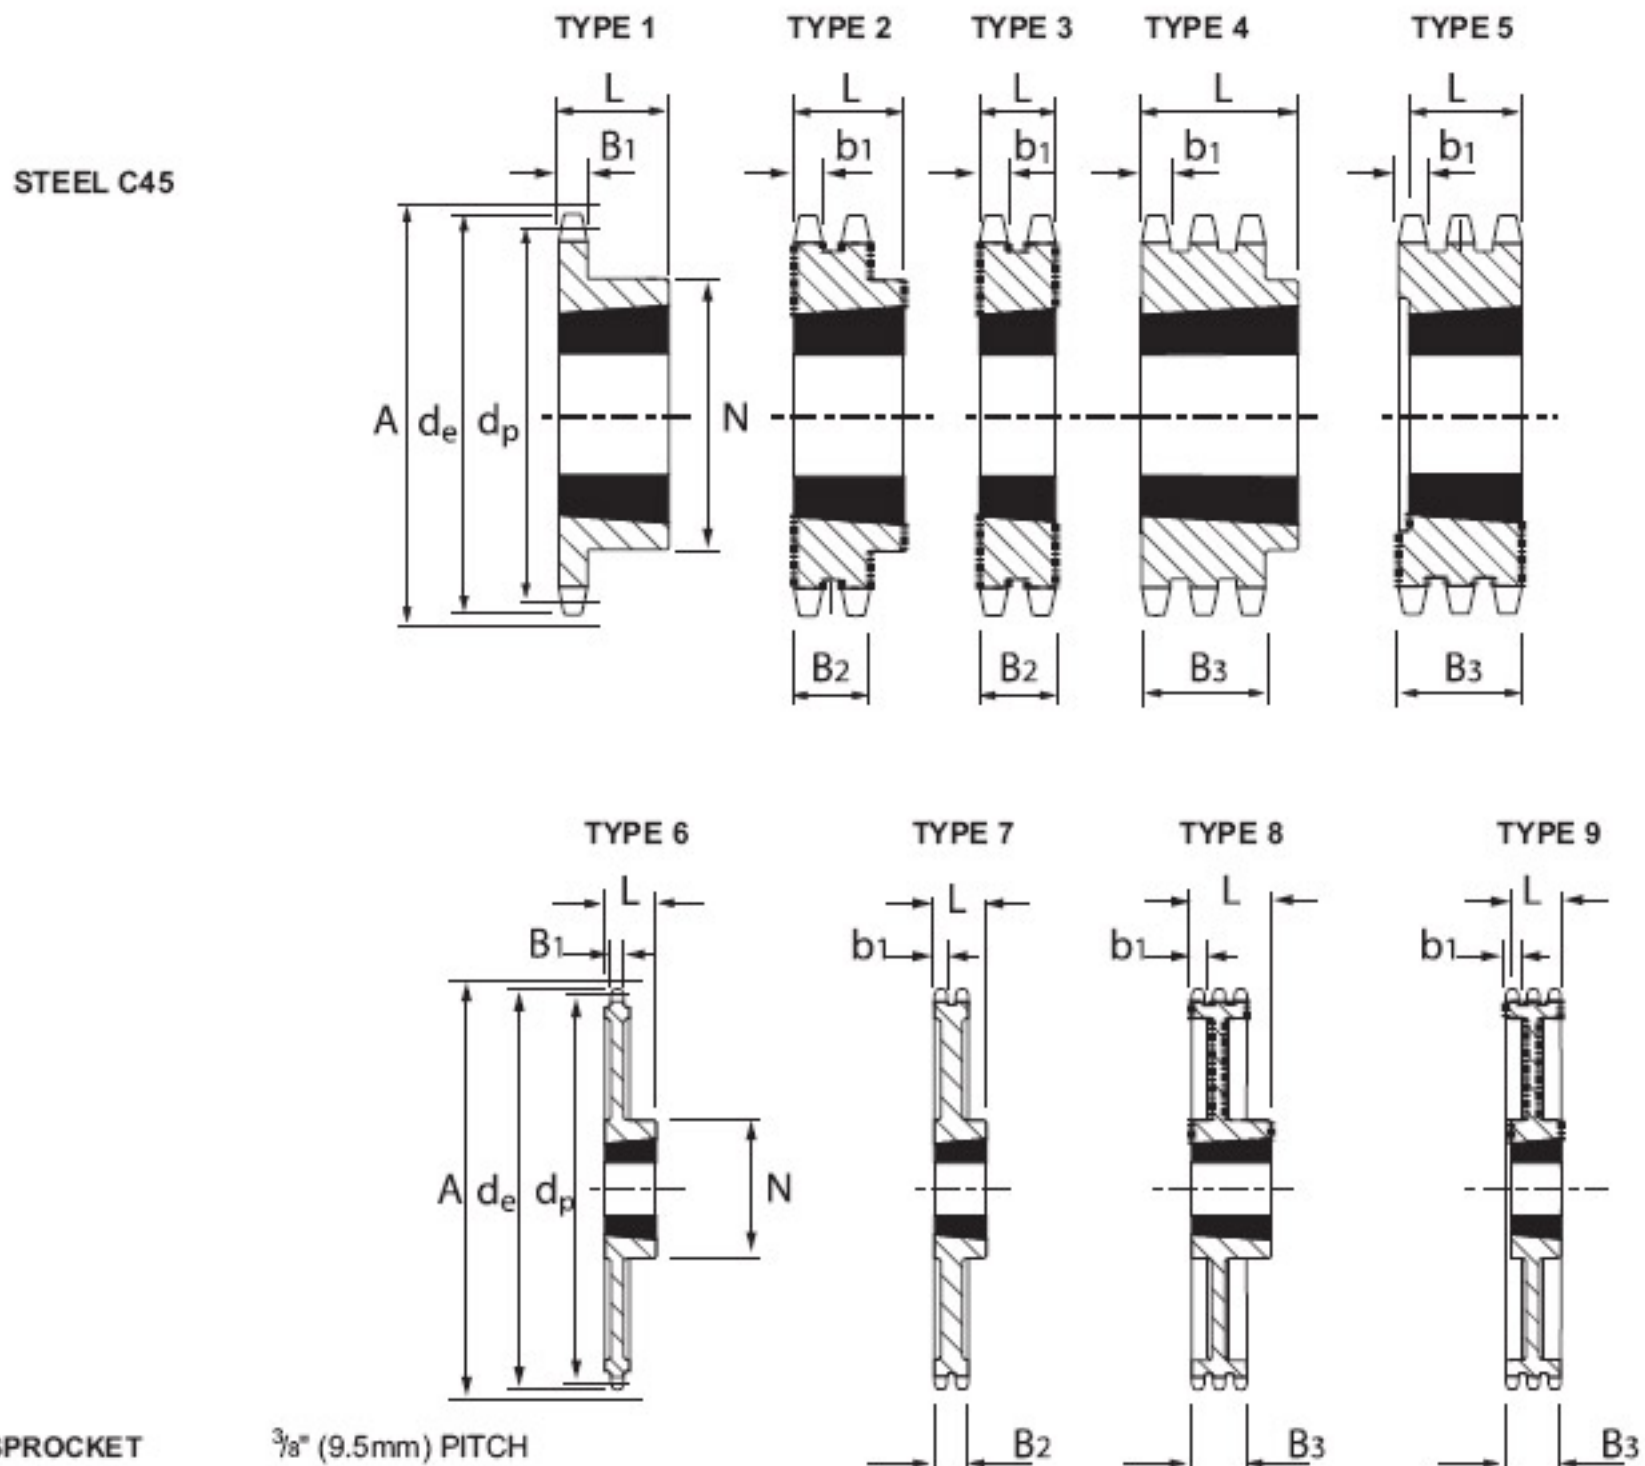 TYPE 1 TYPE 2 TYPE 3 TYPE 4 TYPE 5
L L L L L
B1 b1 b1 b1 b1
STEEL C45
A de dp N
B2 B2 B3 B3
TYPE 6 TYPE 7 TYPE 8 TYPE 9
L L L L
B1 b1 b1 b1
A de dp N
SPROCKET 3/8" (9.5mm) PITCH
B2 B3 B3